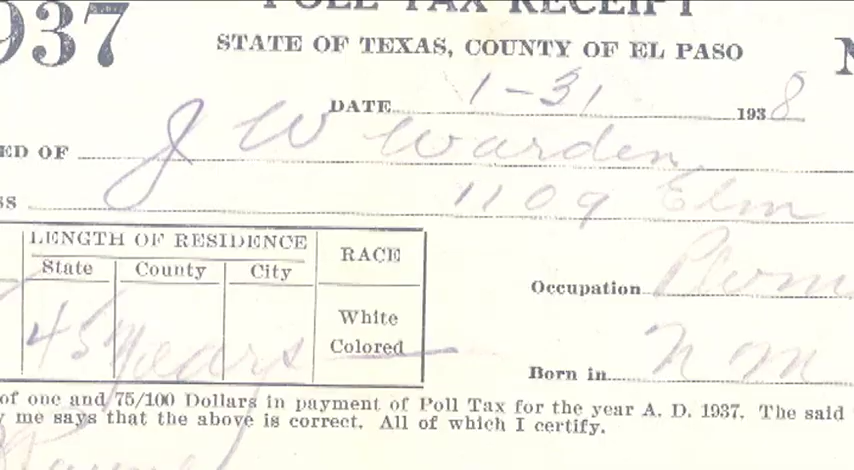 937 POLL TAX RECEIPT
STATE OF TEXAS, COUNTY OF EL PASO
DATE 1-31 1938
ED OF J W Warden
SS 1109 Elm
LENGTH OF RESIDENCE
State County City
RACE
45 years
White
Colored
Occupation
Born in N M
of one and 75/100 Dollars in payment of Poll Tax for the year A. D. 1937. The said
y me says that the above is correct. All of which I certify.